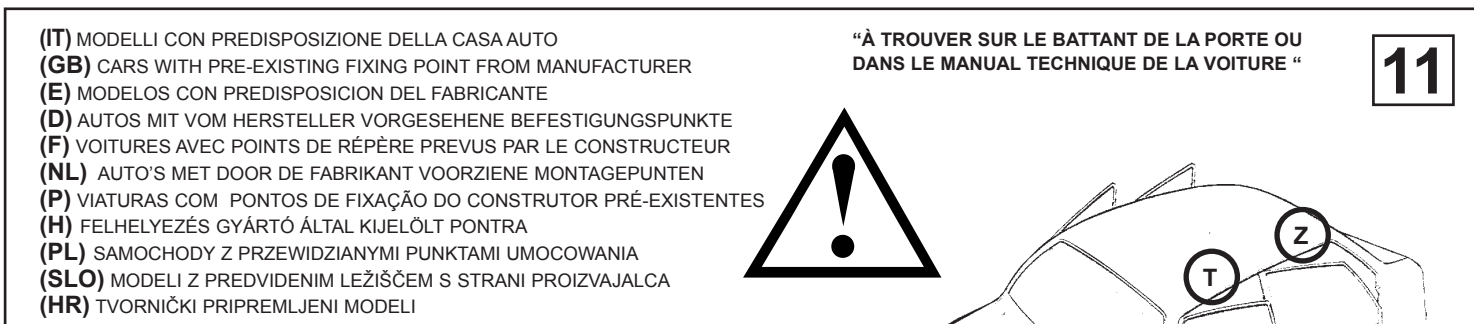 (IT) MODELLI CON PREDISPOSIZIONE DELLA CASA AUTO
(GB) CARS WITH PRE-EXISTING FIXING POINT FROM MANUFACTURER
(E) MODELOS CON PREDISPOSICION DEL FABRICANTE
(D) AUTOS MIT VOM HERSTELLER VORGESEHENE BEFESTIGUNGSPUNKTE
(F) VOITURES AVEC POINTS DE RÉPÈRE PREVUS PAR LE CONSTRUCTEUR
(NL) AUTO'S MET DOOR DE FABRIKANT VOORZIENE MONTAGEPUNTEN
(P) VIATURAS COM PONTOS DE FIXAÇÃO DO CONSTRUTOR PRÉ-EXISTENTES
(H) FELHELYEZÉS GYÁRTÓ ÁLTAL KIJELÖLT PONTRA
(PL) SAMOCHODY Z PRZEWIDZIANYMI PUNKTAMI UMOCOWANIA
(SLO) MODELI Z PREDVIDENIM LEŽIŠČEM S STRANI PROIZVAJALCA
(HR) TVORNIČKI PRIPREMLJENI MODELI
“À TROUVER SUR LE BATTANT DE LA PORTE OU
DANS LE MANUAL TECHNIQUE DE LA VOITURE “
11
!
Z
T